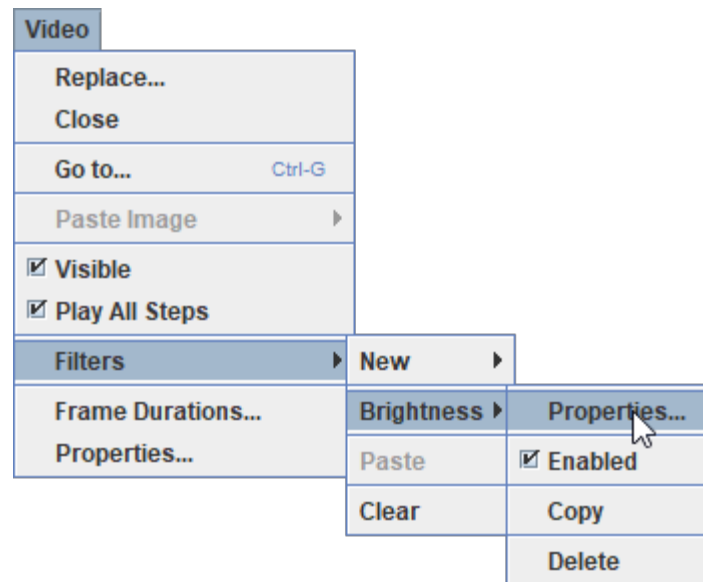 Video
Replace...
Close
Go to... Ctrl-G
Paste Image
Visible
Play All Steps
Filters
Frame Durations...
Properties...
New
Brightness
Paste
Clear
Properties...
Enabled
Copy
Delete